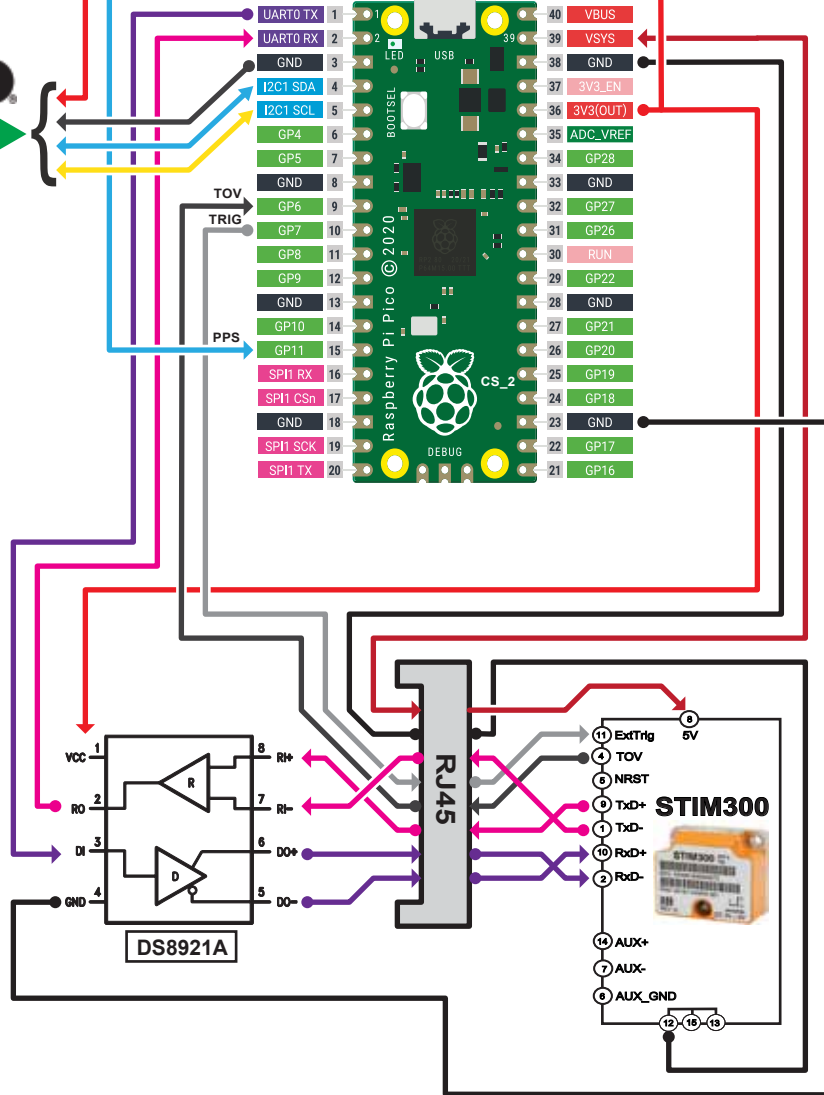 UART0 TX 1 1 40 VBUS
UART0 RX 2 2 39 39 VSYS
LED USB
GND 3 38 GND
I2C1 SDA 4 37 3V3_EN
I2C1 SCL 5 36 3V3(OUT)
BOOTSEL
GP4 6 35 ADC_VREF
GP5 7 34 GP28
GND 8 33 GND
TOV
GP6 9 32 GP27
TRIG
GP7 10 31 GP26
GP8 11 30 RUN
GP9 12 29 GP22
GND 13 28 GND
GP10 14 27 GP21
PPS
GP11 15 26 GP20
SPI1 RX 16 25 GP19
SPI1 CSn 17 24 GP18
GND 18 23 GND
SPI1 SCK 19 22 GP17
SPI1 TX 20 21 GP16
Raspberry Pi Pico © 2020
CS_2
DEBUG
VCC 1
RO 2
DI 3
GND 4
R
D
8 RI+
7 RI-
6 DO+
5 DO-
DS8921A
RJ45
8
5V
11 ExtTrig
4 TOV
5 NRST
9 TxD+
1 TxD-
10 RxD+
2 RxD-
STIM300
STIM300
14 AUX+
7 AUX-
6 AUX_GND
12 15 13